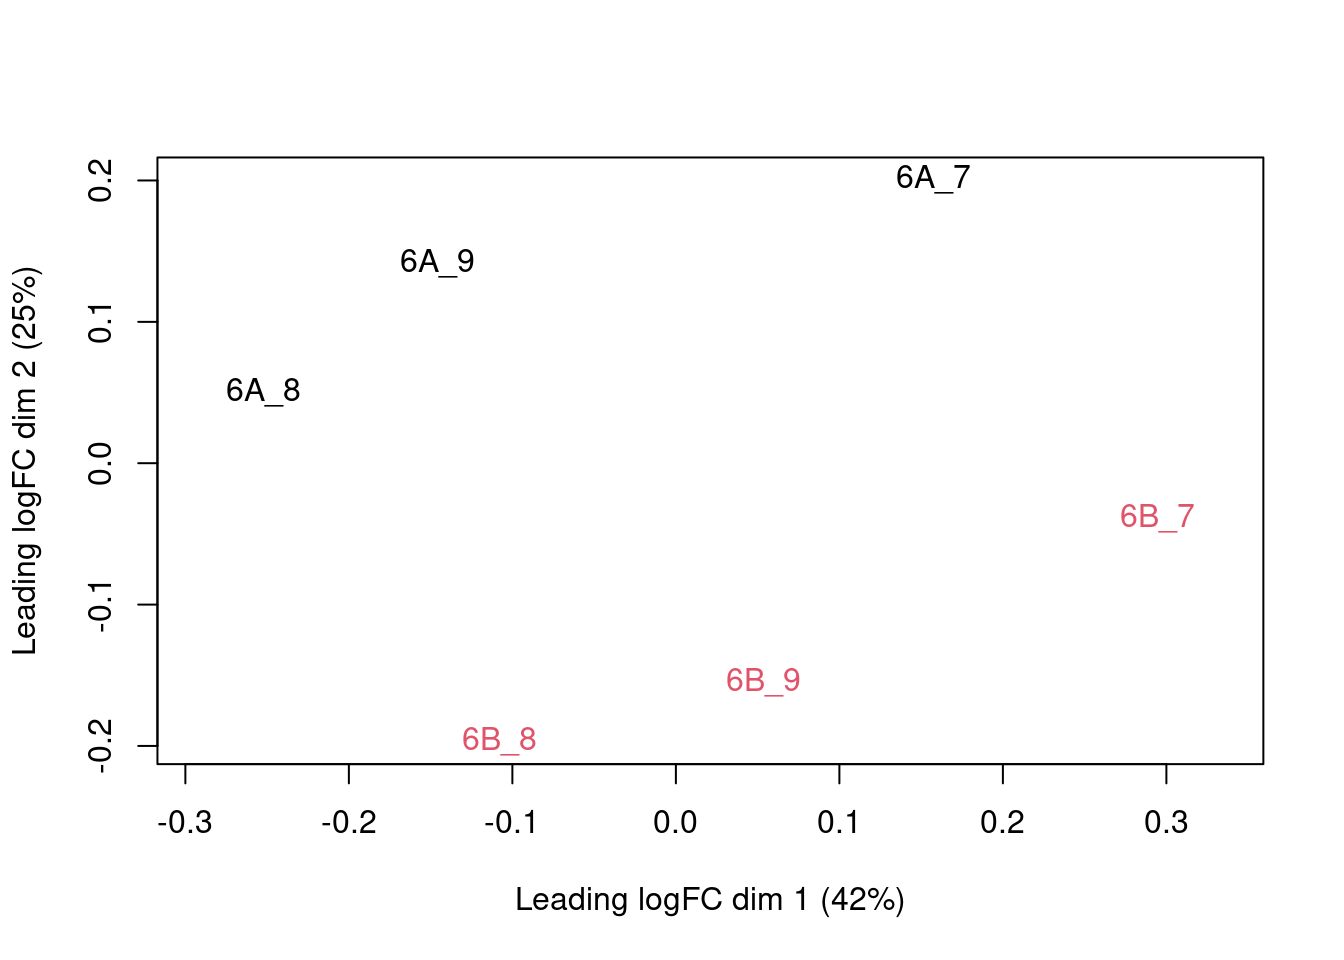 0.2
0.1
0.0
-0.1
-0.2
Leading logFC dim 2 (25%)
6A_7
6A_9
6A_8
6B_7
6B_9
6B_8
-0.3 -0.2 -0.1 0.0 0.1 0.2 0.3
Leading logFC dim 1 (42%)